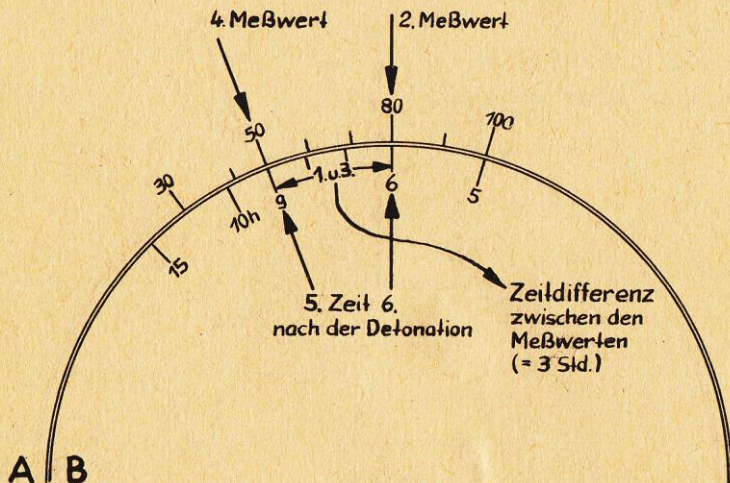 4. Meßwert
2. Meßwert
80
50
100
30
1. u. 3.
6
5
9
10h
15
5. Zeit 6.
nach der Detonation
Zeitdifferenz
zwischen den
Meßwerten
(= 3 Std.)
A B